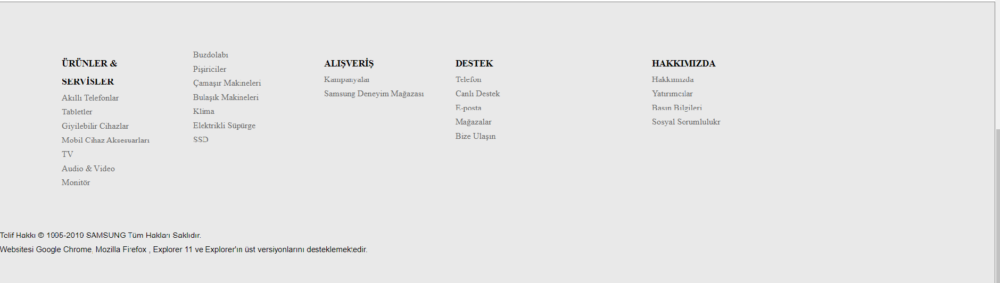 ÜRÜNLER &
SERVİSLER
Akıllı Telefonlar
Tabletler
Giyilebilir Cihazlar
Mobil Cihaz Aksesuarları
TV
Audio & Video
Monitör
Buzdolabı
Pişiriciler
Çamaşır Makineleri
Bulaşık Makineleri
Klima
Elektrikli Süpürge
SSD
ALIŞVERİŞ
Kampanyalar
Samsung Deneyim Mağazası
DESTEK
Telefon
Canlı Destek
E-posta
Mağazalar
Bize Ulaşın
HAKKIMIZDA
Hakkımızda
Yatırımcılar
Basın Bilgileri
Sosyal Sorumlulukr
Telif Hakkı © 1995-2019 SAMSUNG Tüm Hakları Saklıdır.
Websitesi Google Chrome, Mozilla Firefox , Explorer 11 ve Explorer'ın üst versiyonlarını desteklemektedir.